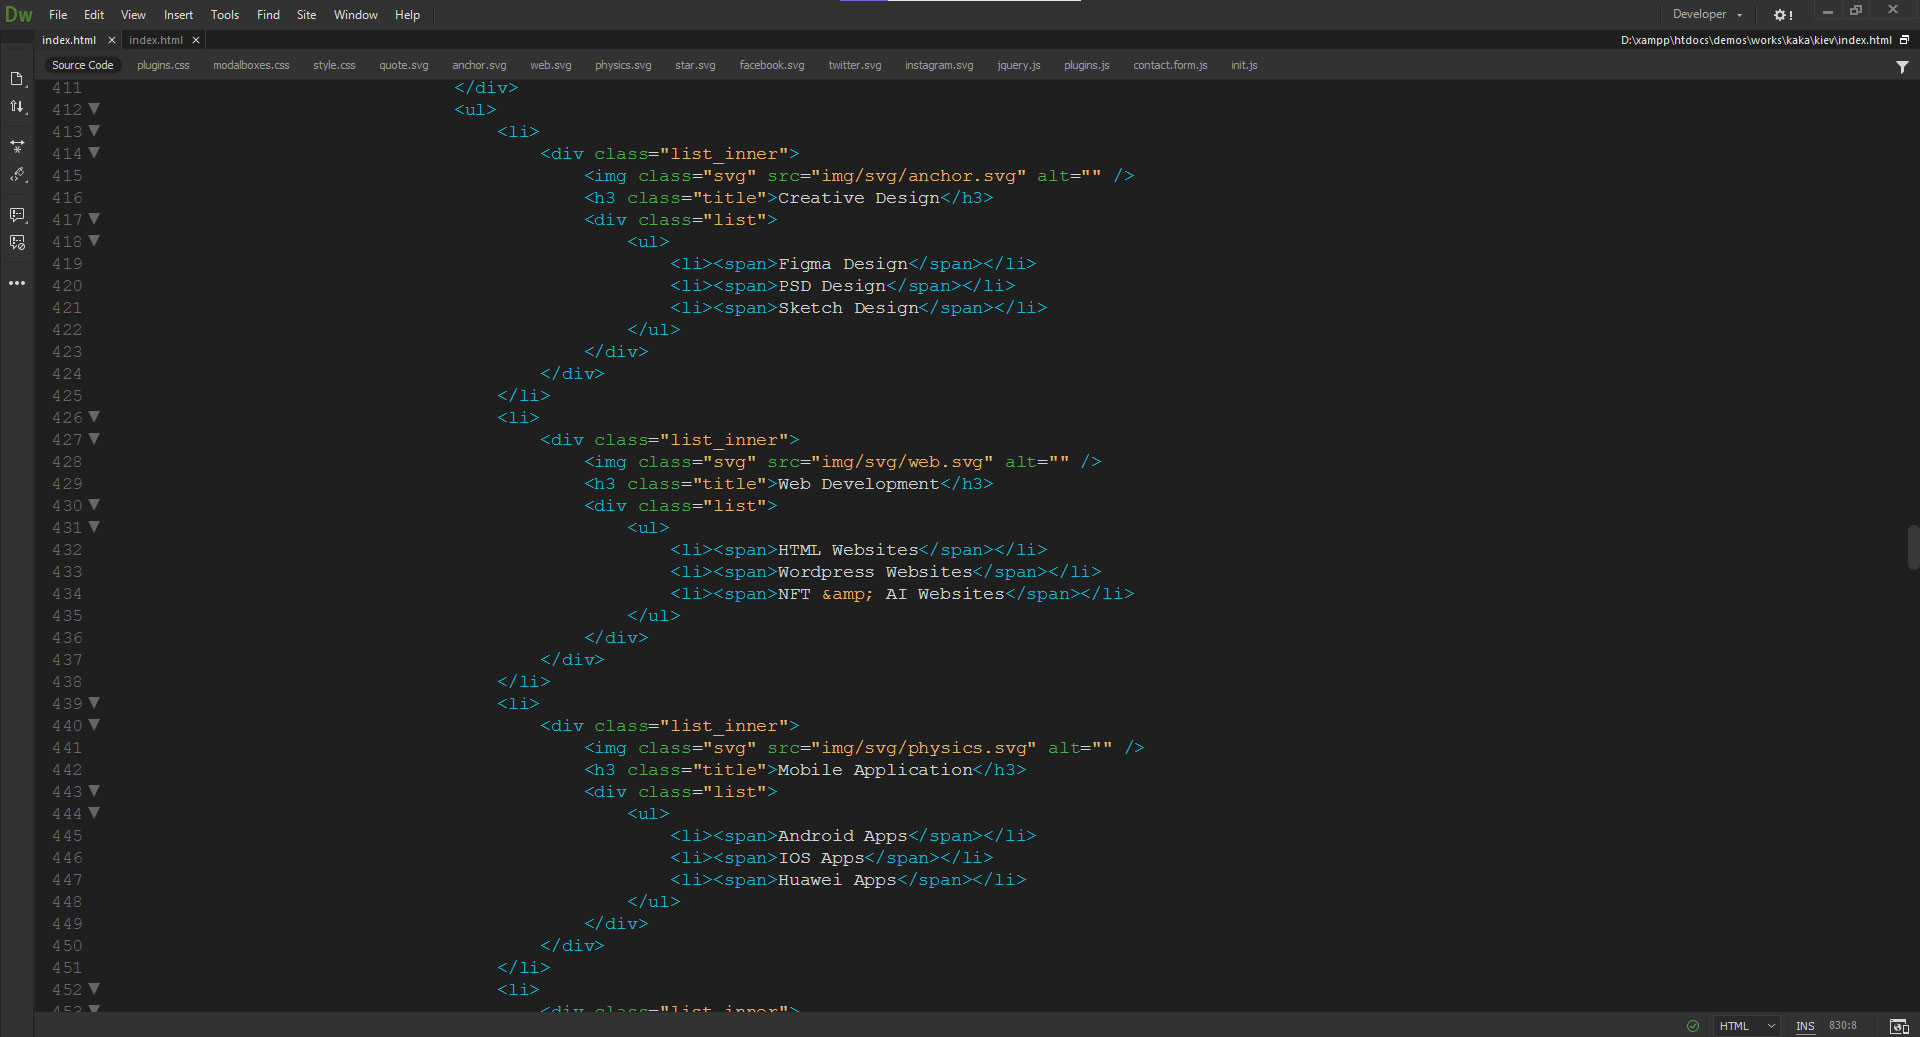 Dw File Edit View Insert Tools Find Site Window Help Developer !
index.html × index.html × D:\xampp\htdocs\demos\works\kaka\kiev\index.html
Source Code plugins.css modalboxes.css style.css quote.svg anchor.svg web.svg physics.svg star.svg facebook.svg twitter.svg instagram.svg jquery.js plugins.js contact.form.js init.js
411 </div>
412 <ul>
413 <li>
414 <div class="list_inner">
415 <img class="svg" src="img/svg/anchor.svg" alt="" />
416 <h3 class="title">Creative Design</h3>
417 <div class="list">
418 <ul>
419 <li><span>Figma Design</span></li>
420 <li><span>PSD Design</span></li>
421 <li><span>Sketch Design</span></li>
422 </ul>
423 </div>
424 </div>
425 </li>
426 <li>
427 <div class="list_inner">
428 <img class="svg" src="img/svg/web.svg" alt="" />
429 <h3 class="title">Web Development</h3>
430 <div class="list">
431 <ul>
432 <li><span>HTML Websites</span></li>
433 <li><span>Wordpress Websites</span></li>
434 <li><span>NFT &amp; AI Websites</span></li>
435 </ul>
436 </div>
437 </div>
438 </li>
439 <li>
440 <div class="list_inner">
441 <img class="svg" src="img/svg/physics.svg" alt="" />
442 <h3 class="title">Mobile Application</h3>
443 <div class="list">
444 <ul>
445 <li><span>Android Apps</span></li>
446 <li><span>IOS Apps</span></li>
447 <li><span>Huawei Apps</span></li>
448 </ul>
449 </div>
450 </div>
451 </li>
452 <li>
453 <div class="list_inner">
HTML INS 830:8